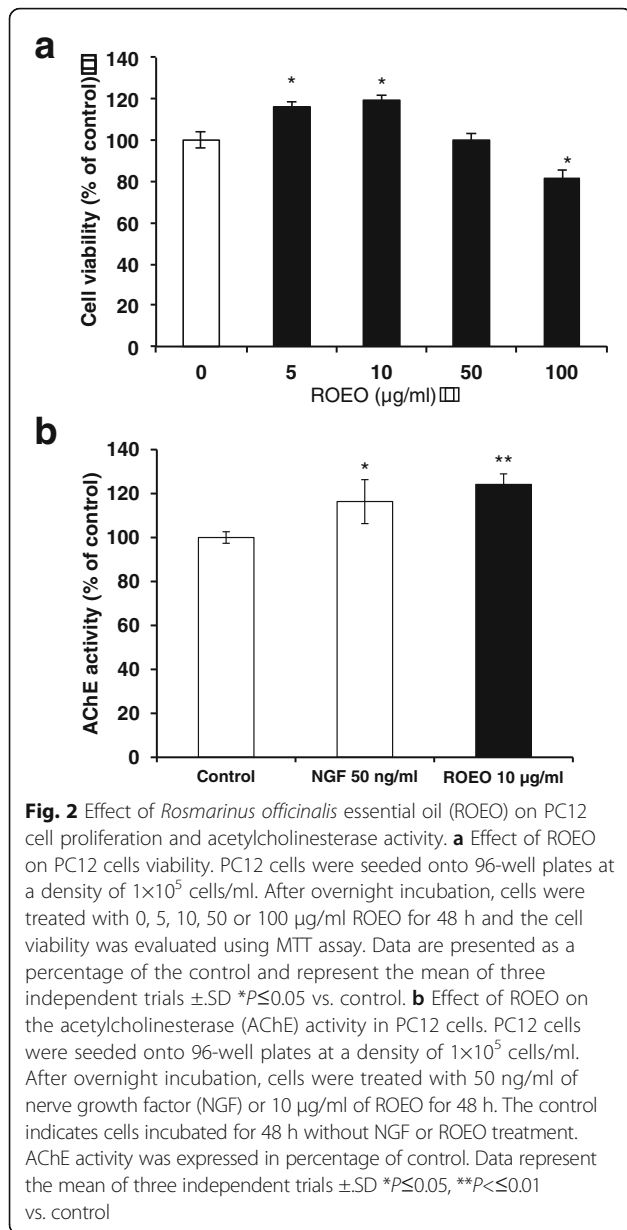 a
140
120
100
80
60
40
20
0
Cell viability (% of control)
*
*
*
0 5 10 50 100
ROEO (µg/ml)
b
140
120
100
80
60
40
20
0
AChE activity (% of control)
*
**
Control NGF 50 ng/ml ROEO 10 µg/ml
Fig. 2 Effect of Rosmarinus officinalis essential oil (ROEO) on PC12
cell proliferation and acetylcholinesterase activity. a Effect of ROEO
on PC12 cells viability. PC12 cells were seeded onto 96-well plates at
a density of 1×10⁵ cells/ml. After overnight incubation, cells were
treated with 0, 5, 10, 50 or 100 µg/ml ROEO for 48 h and the cell
viability was evaluated using MTT assay. Data are presented as a
percentage of the control and represent the mean of three
independent trials ±.SD *P≤0.05 vs. control. b Effect of ROEO on
the acetylcholinesterase (AChE) activity in PC12 cells. PC12 cells
were seeded onto 96-well plates at a density of 1×10⁵ cells/ml.
After overnight incubation, cells were treated with 50 ng/ml of
nerve growth factor (NGF) or 10 µg/ml of ROEO for 48 h. The control
indicates cells incubated for 48 h without NGF or ROEO treatment.
AChE activity was expressed in percentage of control. Data represent
the mean of three independent trials ±.SD *P≤0.05, **P<≤0.01
vs. control